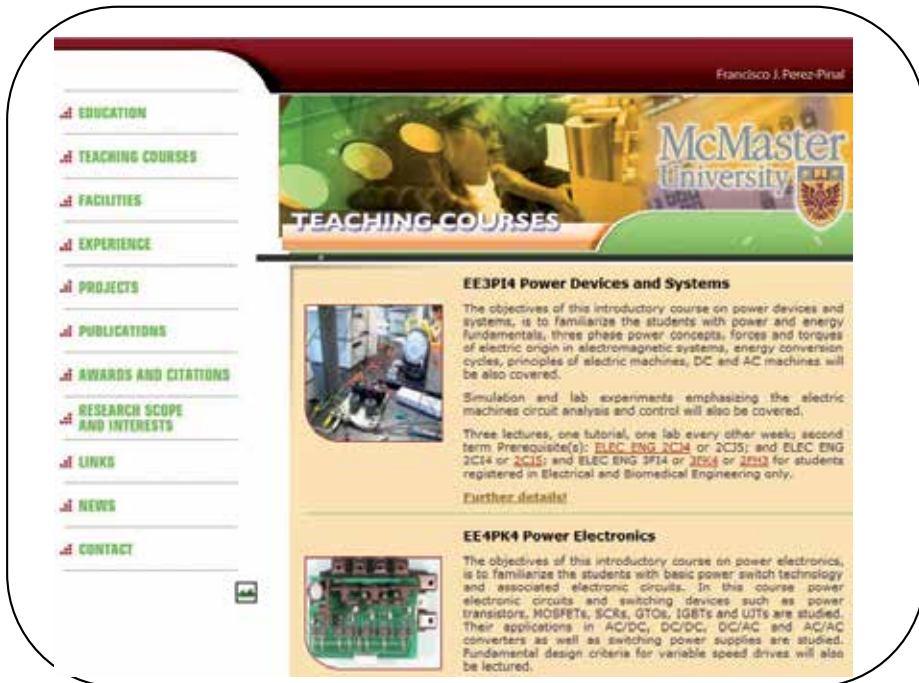 Francisco J. Perez-Pinal
EDUCATION
TEACHING COURSES
FACILITIES
EXPERIENCE
PROJECTS
PUBLICATIONS
AWARDS AND CITATIONS
RESEARCH SCOPE
AND INTERESTS
LINKS
NEWS
CONTACT
McMaster
University
TEACHING COURSES
EE3PI4 Power Devices and Systems
The objectives of this introductory course on power devices and
systems, is to familiarize the students with power and energy
fundamentals, three phase power concepts, forces and torques
of electric origin in electromagnetic systems, energy conversion
cycles, principles of electric machines, DC and AC machines will
be also covered.
Simulation and lab experiments emphasizing the electric
machines circuit analysis and control will also be covered.
Three lectures, one tutorial, one lab every other week; second
term Prerequisite(s): ELEC ENG 2CJ4 or 2CJ5; and ELEC ENG
2CI4 or 2CI5; and ELEC ENG 3FI4 or 3FK4 or 2FH3 for students
registered in Electrical and Biomedical Engineering only.
Further details!
EE4PK4 Power Electronics
The objectives of this introductory course on power electronics,
is to familiarize the students with basic power switch technology
and associated electronic circuits. In this course power
electronic circuits and switching devices such as power
transistors, MOSFETs, SCRs, GTOs, IGBTs and UJTs are studied.
Their applications in AC/DC, DC/DC, DC/AC and AC/AC
converters as well as switching power supplies are studied.
Fundamental design criteria for variable speed drives will also
be lectured.